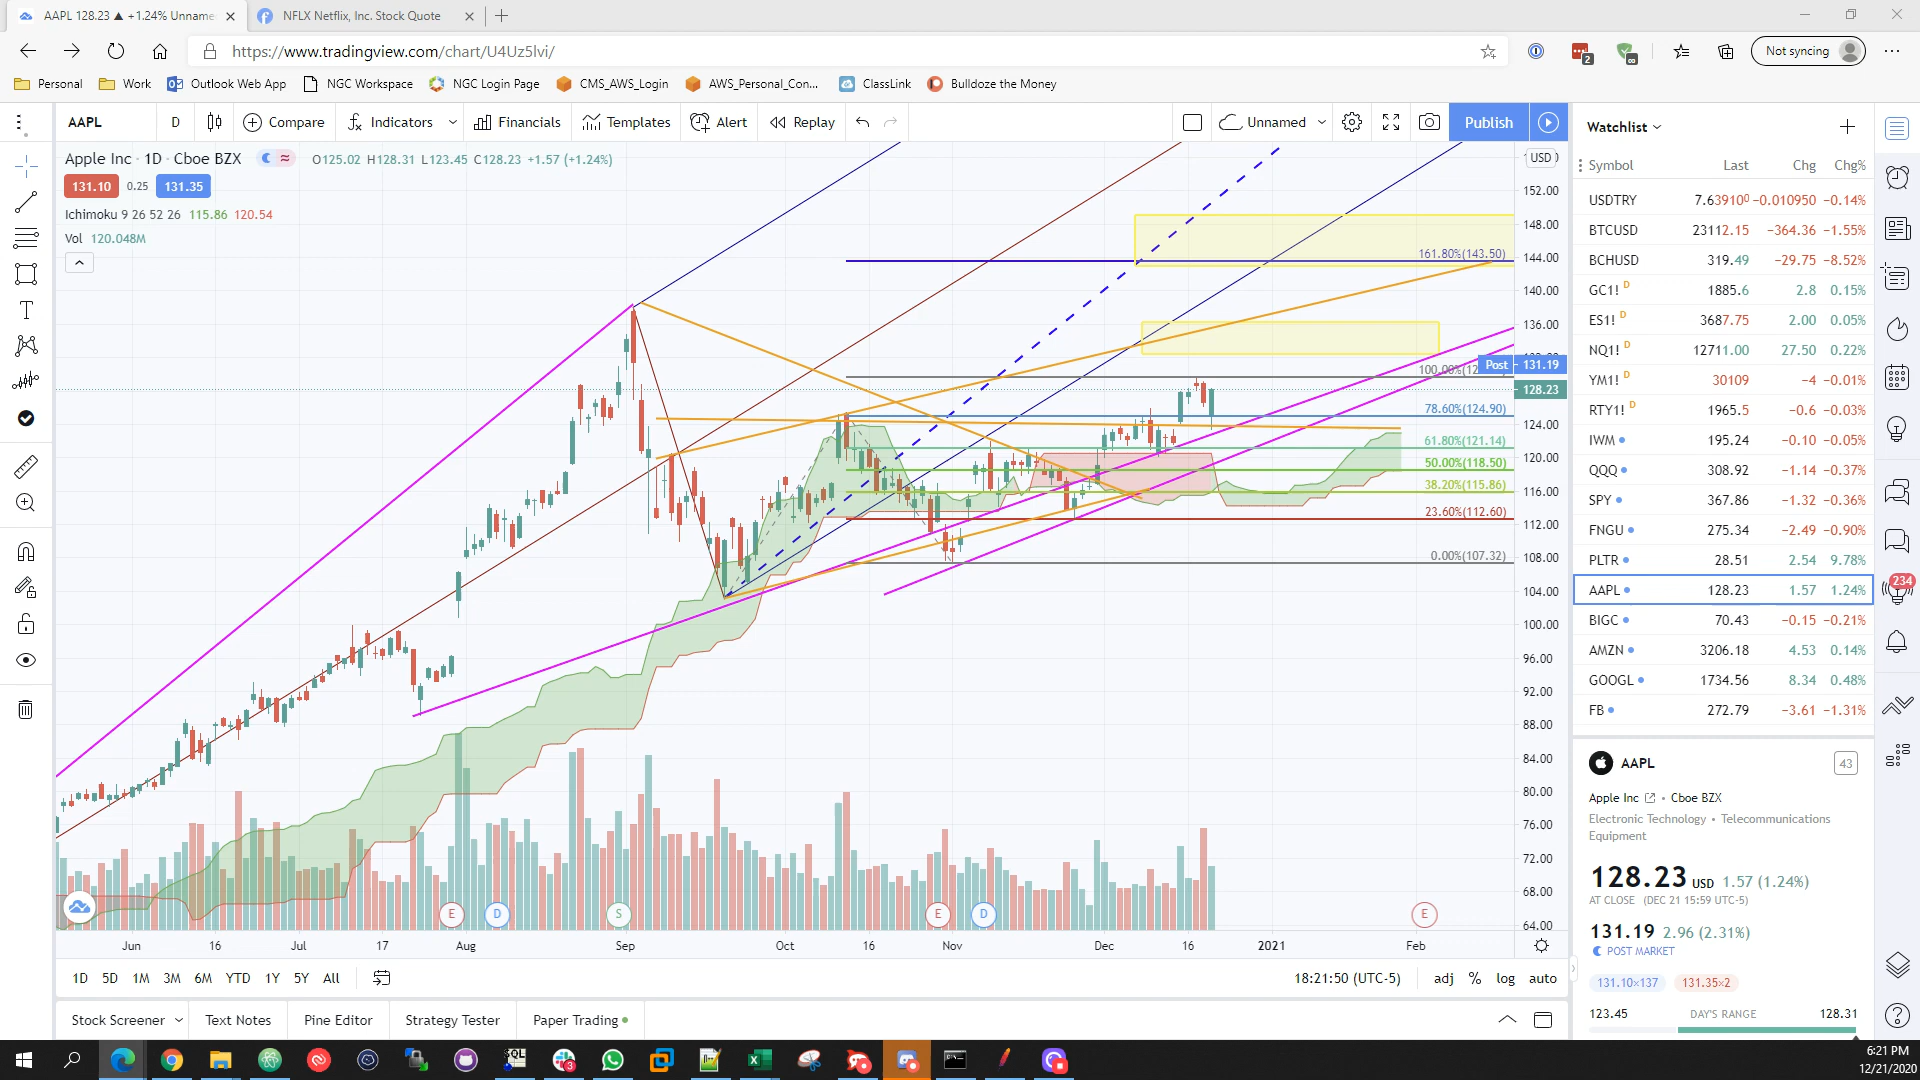 AAPL 128.23 ▲ +1.24% Unname
NFLX Netflix, Inc. Stock Quote
https://www.tradingview.com/chart/U4Uz5lvi/
2
Not syncing
Personal
Work
Outlook Web App
NGC Workspace
NGC Login Page
CMS_AWS_Login
AWS_Personal_Con...
ClassLink
Bulldoze the Money
AAPL
D
Compare
Indicators
Financials
Templates
Alert
Replay
Unnamed
Publish
Apple Inc · 1D · Cboe BZX
O125.02 H128.31 L123.45 C128.23 +1.57 (+1.24%)
131.10 0.25 131.35
Ichimoku 9 26 52 26 115.86 120.54
Vol 120.048M
161.80%(143.50)
100.00%(12
78.60%(124.90)
61.80%(121.14)
50.00%(118.50)
38.20%(115.86)
23.60%(112.60)
0.00%(107.32)
USD
152.00
148.00
144.00
140.00
136.00
Post 131.19
128.23
124.00
120.00
116.00
112.00
108.00
104.00
100.00
96.00
92.00
88.00
84.00
80.00
76.00
72.00
68.00
64.00
E D S E D E
Jun 16 Jul 17 Aug Sep Oct 16 Nov Dec 16 2021 Feb
1D 5D 1M 3M 6M YTD 1Y 5Y All
18:21:50 (UTC-5)
adj % log auto
Stock Screener
Text Notes
Pine Editor
Strategy Tester
Paper Trading
Watchlist
Symbol Last Chg Chg%
USDTRY 7.639100 -0.010950 -0.14%
BTCUSD 23112.15 -364.36 -1.55%
BCHUSD 319.49 -29.75 -8.52%
GC1! D 1885.6 2.8 0.15%
ES1! D 3687.75 2.00 0.05%
NQ1! D 12711.00 27.50 0.22%
YM1! D 30109 -4 -0.01%
RTY1! D 1965.5 -0.6 -0.03%
IWM 195.24 -0.10 -0.05%
QQQ 308.92 -1.14 -0.37%
SPY 367.86 -1.32 -0.36%
FNGU 275.34 -2.49 -0.90%
PLTR 28.51 2.54 9.78%
AAPL 128.23 1.57 1.24%
BIGC 70.43 -0.15 -0.21%
AMZN 3206.18 4.53 0.14%
GOOGL 1734.56 8.34 0.48%
FB 272.79 -3.61 -1.31%
234
AAPL
43
Apple Inc • Cboe BZX
Electronic Technology • Telecommunications
Equipment
128.23 USD 1.57 (1.24%)
AT CLOSE (DEC 21 15:59 UTC-5)
131.19 2.96 (2.31%)
POST MARKET
131.10×137 131.35×2
123.45 DAY'S RANGE 128.31
SQL
3
6:21 PM
12/21/2020